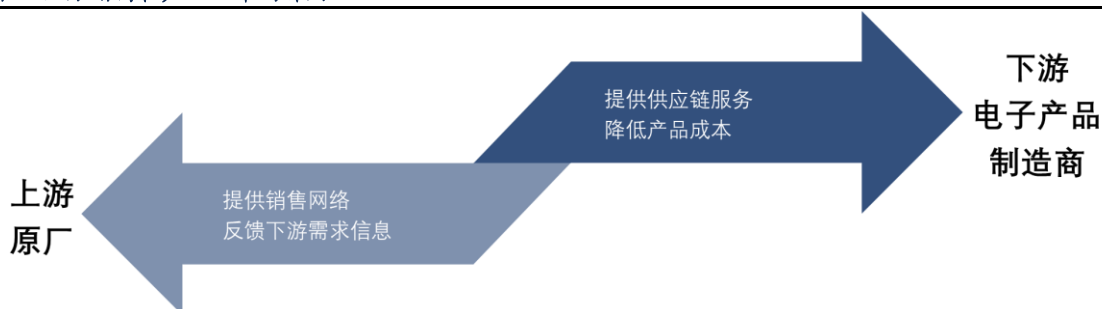 下游
电子产品
制造商
提供供应链服务
降低产品成本
上游
原厂
提供销售网络
反馈下游需求信息